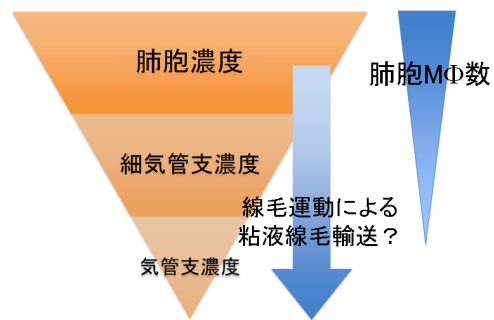 肺胞濃度
肺胞MΦ数
細気管支濃度
線毛運動による
粘液線毛輸送？
気管支濃度